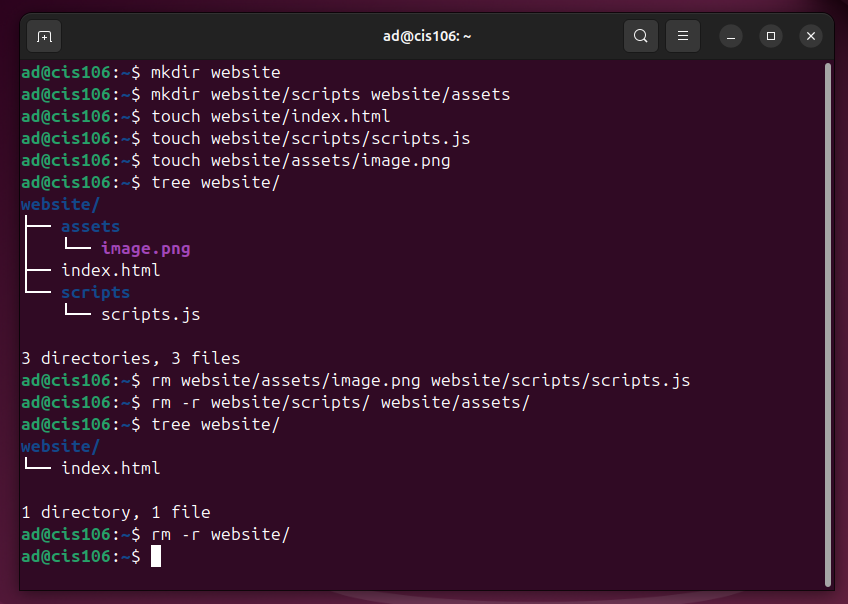 ad@cis106: ~
ad@cis106:~$ mkdir website
ad@cis106:~$ mkdir website/scripts website/assets
ad@cis106:~$ touch website/index.html
ad@cis106:~$ touch website/scripts/scripts.js
ad@cis106:~$ touch website/assets/image.png
ad@cis106:~$ tree website/
website/
├── assets
│   └── image.png
├── index.html
└── scripts
    └── scripts.js

3 directories, 3 files
ad@cis106:~$ rm website/assets/image.png website/scripts/scripts.js
ad@cis106:~$ rm -r website/scripts/ website/assets/
ad@cis106:~$ tree website/
website/
└── index.html

1 directory, 1 file
ad@cis106:~$ rm -r website/
ad@cis106:~$